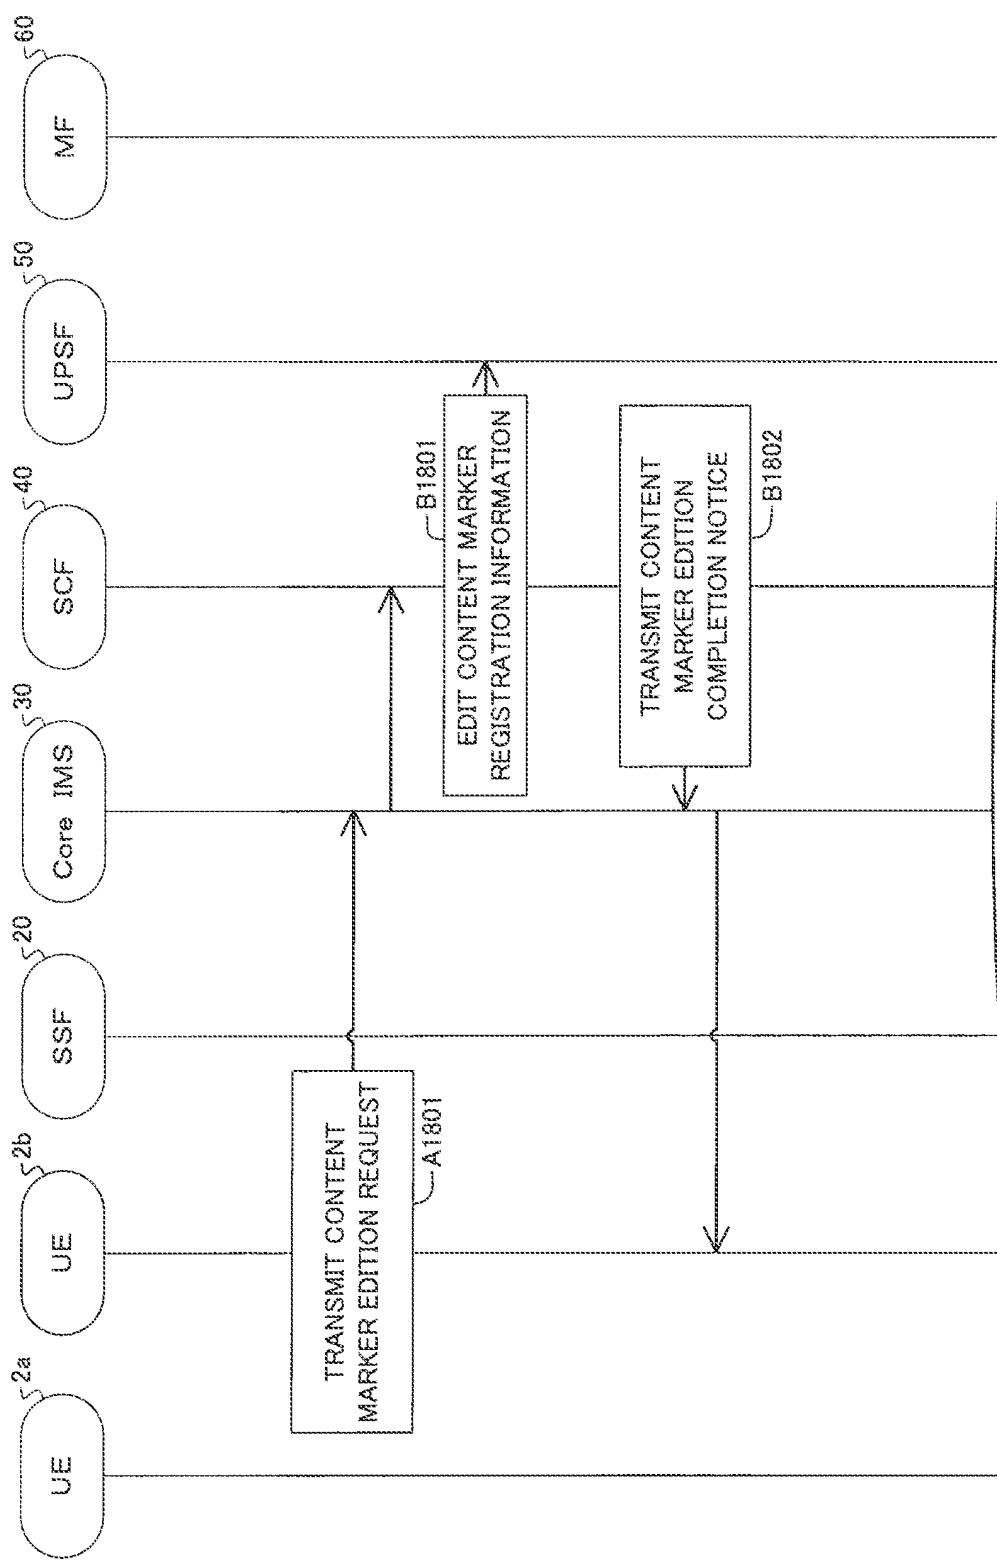 UE
2a
UE
2b
SSF
20
Core IMS
30
SCF
40
UPSF
50
MF
60
TRANSMIT CONTENT
MARKER EDITION REQUEST
A1801
EDIT CONTENT MARKER
REGISTRATION INFORMATION
B1801
TRANSMIT CONTENT
MARKER EDITION
COMPLETION NOTICE
B1802